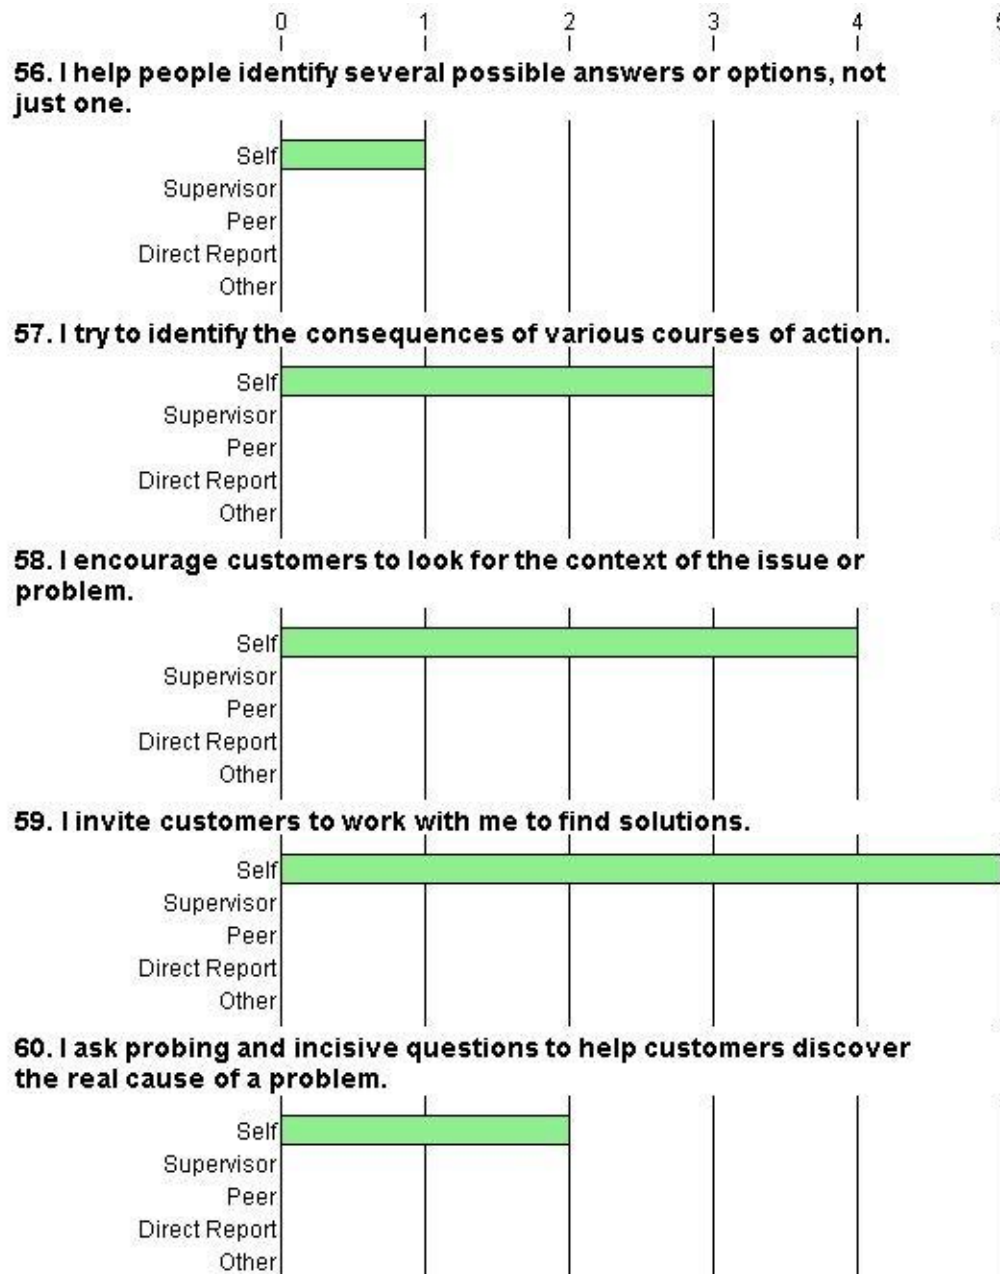 0 1 2 3 4 5
56. I help people identify several possible answers or options, not
just one.
Self
Supervisor
Peer
Direct Report
Other
57. I try to identify the consequences of various courses of action.
Self
Supervisor
Peer
Direct Report
Other
58. I encourage customers to look for the context of the issue or
problem.
Self
Supervisor
Peer
Direct Report
Other
59. I invite customers to work with me to find solutions.
Self
Supervisor
Peer
Direct Report
Other
60. I ask probing and incisive questions to help customers discover
the real cause of a problem.
Self
Supervisor
Peer
Direct Report
Other